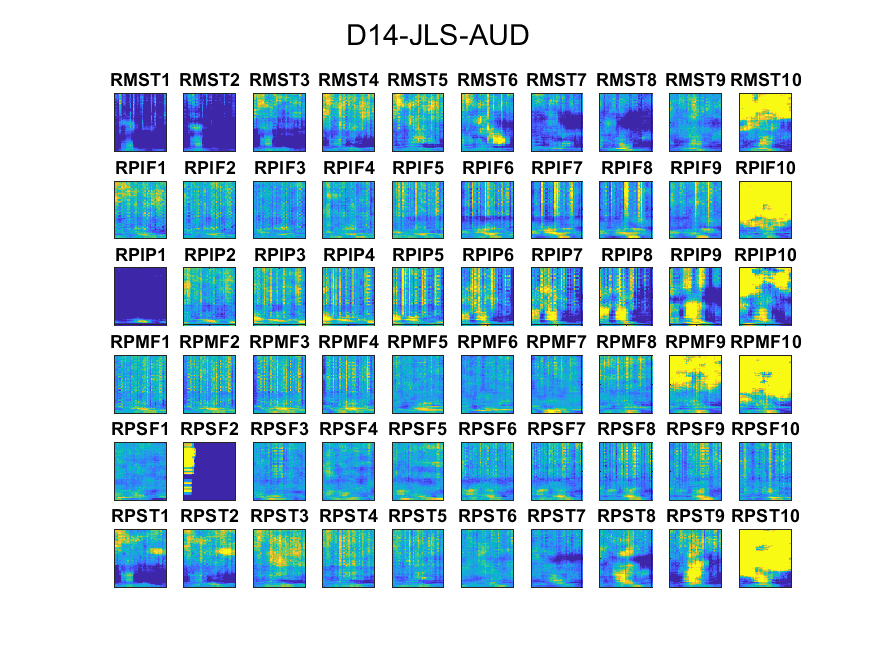 D14-JLS-AUD
RMST1 RMST2 RMST3 RMST4 RMST5 RMST6 RMST7 RMST8 RMST9 RMST10
RPIF1 RPIF2 RPIF3 RPIF4 RPIF5 RPIF6 RPIF7 RPIF8 RPIF9 RPIF10
RPIP1 RPIP2 RPIP3 RPIP4 RPIP5 RPIP6 RPIP7 RPIP8 RPIP9 RPIP10
RPMF1 RPMF2 RPMF3 RPMF4 RPMF5 RPMF6 RPMF7 RPMF8 RPMF9 RPMF10
RPSF1 RPSF2 RPSF3 RPSF4 RPSF5 RPSF6 RPSF7 RPSF8 RPSF9 RPSF10
RPST1 RPST2 RPST3 RPST4 RPST5 RPST6 RPST7 RPST8 RPST9 RPST10